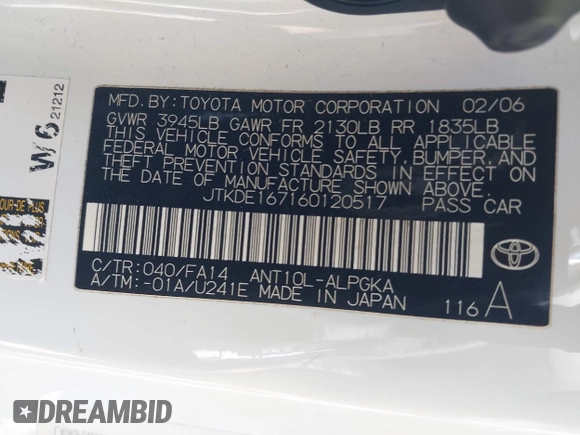 MFD. BY: TOYOTA MOTOR CORPORATION 02/06
GVWR 3945LB GAWR FR 2130LB RR 1835LB
THIS VEHICLE CONFORMS TO ALL APPLICABLE
FEDERAL MOTOR VEHICLE SAFETY, BUMPER, AND
THEFT PREVENTION STANDARDS IN EFFECT ON
THE DATE OF MANUFACTURE SHOWN ABOVE.
JTKDE167160120517 PASS CAR
C/TR: 040/FA14 ANT10L-ALPGKA
A/TM: -01A/U241E MADE IN JAPAN
116A
TOYOTA
W6 21212
DREAMBID